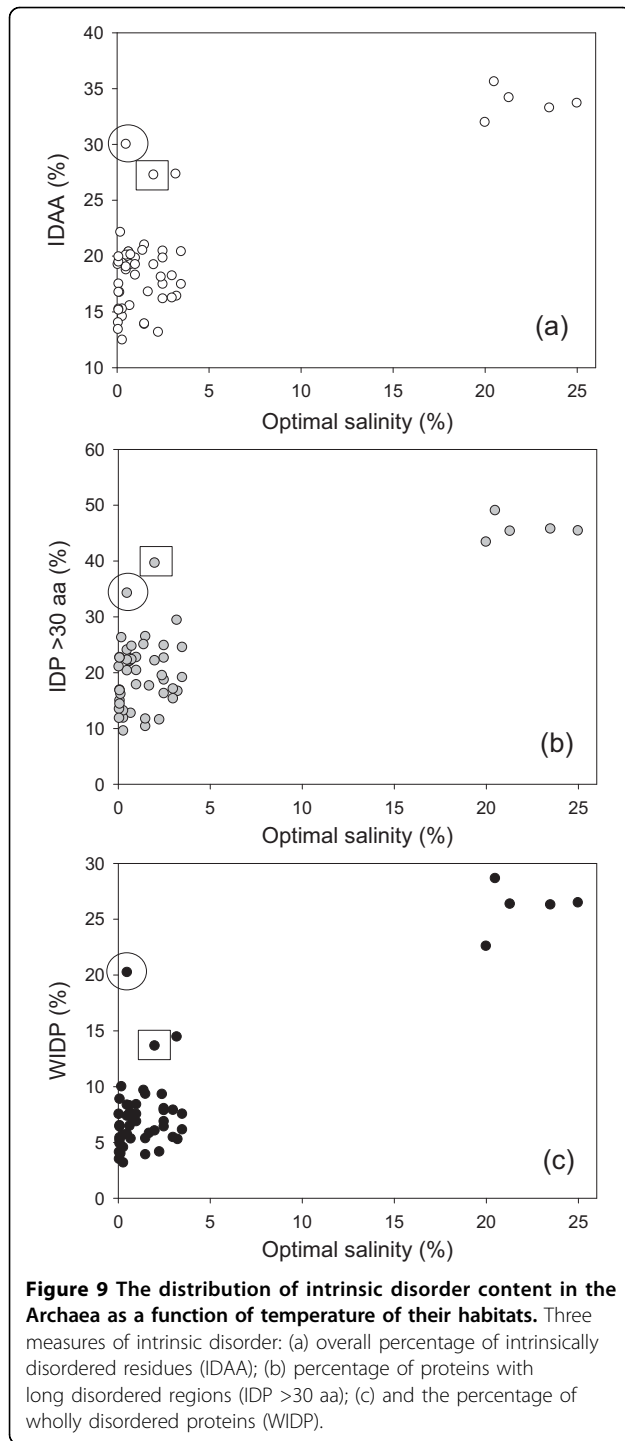 40
35
30
25
20
15
10
IDAA (%)
(a)
0 5 10 15 20 25
Optimal salinity (%)
60
50
40
30
20
10
0
IDP >30 aa (%)
(b)
0 5 10 15 20 25
Optimal salinity (%)
30
25
20
15
10
5
0
WIDP (%)
(c)
0 5 10 15 20 25
Optimal salinity (%)
Figure 9 The distribution of intrinsic disorder content in the
Archaea as a function of temperature of their habitats. Three
measures of intrinsic disorder: (a) overall percentage of intrinsically
disordered residues (IDAA); (b) percentage of proteins with
long disordered regions (IDP >30 aa); (c) and the percentage of
wholly disordered proteins (WIDP).